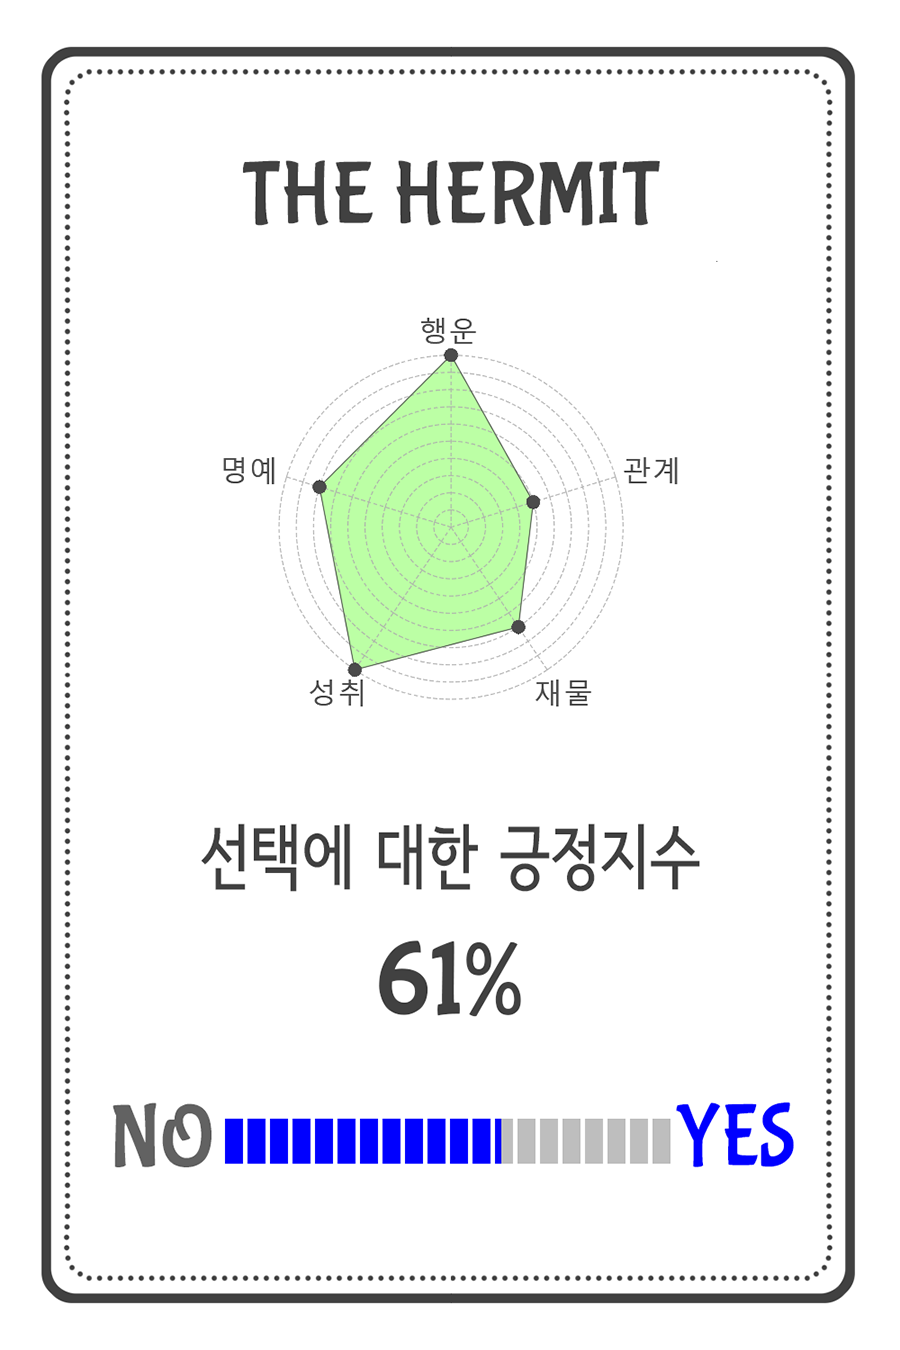 THE HERMIT
행운
명예
관계
성취
재물
선택에 대한 긍정지수
61%
NO YES